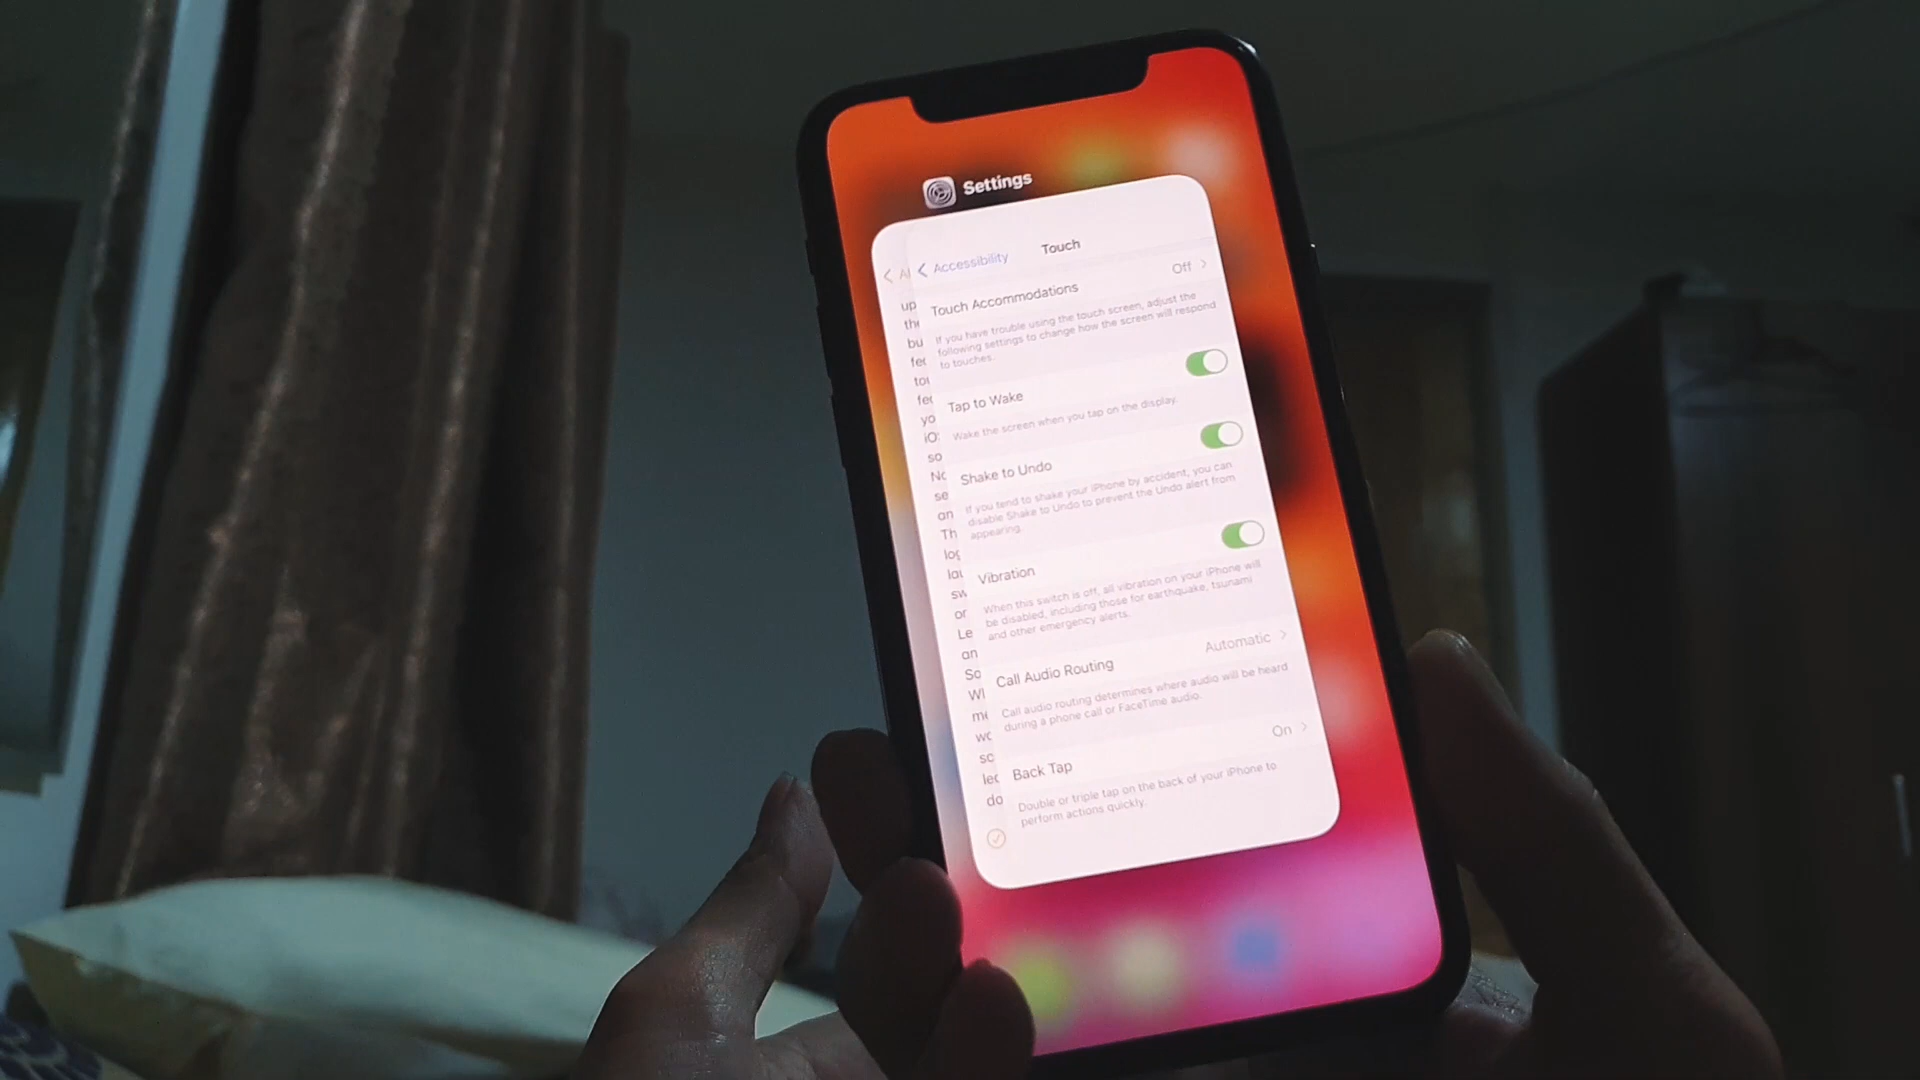 Settings
Accessibility
Touch
Touch Accommodations
Off
If you have trouble using the touch screen, adjust the
following settings to change how the screen will respond
to touches.
Tap to Wake
Wake the screen when you tap on the display.
Shake to Undo
If you tend to shake your iPhone by accident, you can
disable Shake to Undo to prevent the Undo alert from
appearing.
Vibration
When this switch is off, all vibration on your iPhone will
be disabled, including those for earthquake, tsunami
and other emergency alerts.
Call Audio Routing
Automatic
Call audio routing determines where audio will be heard
during a phone call or FaceTime audio.
Back Tap
On
Double or triple tap on the back of your iPhone to
perform actions quickly.